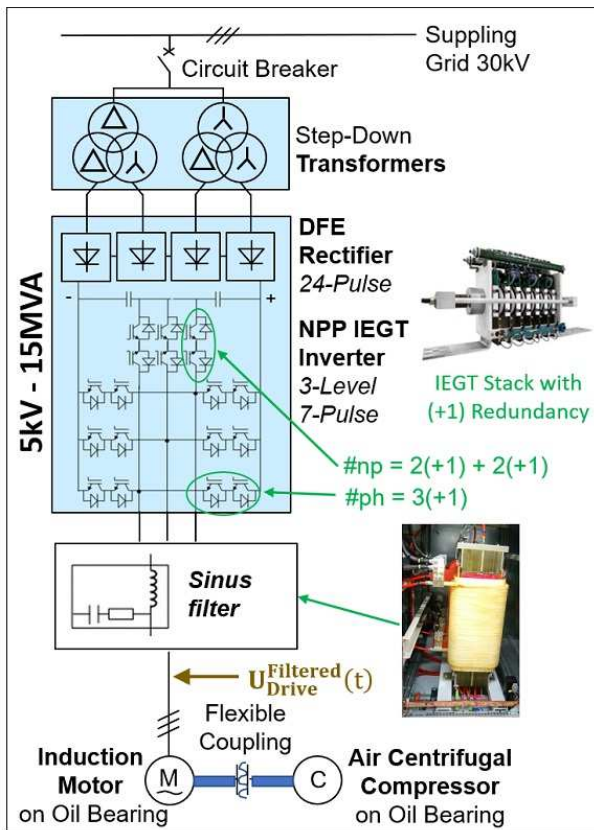 Suppling
Grid 30kV
Circuit Breaker
Step-Down
Transformers
5kV - 15MVA
DFE
Rectifier
24-Pulse
- +
NPP IEGT
Inverter
3-Level
7-Pulse
IEGT Stack with
(+1) Redundancy
#np = 2(+1) + 2(+1)
#ph = 3(+1)
Sinus
filter
U Filtered Drive (t)
Flexible
Coupling
Induction
Motor
on Oil Bearing
M
C
Air Centrifugal
Compressor
on Oil Bearing